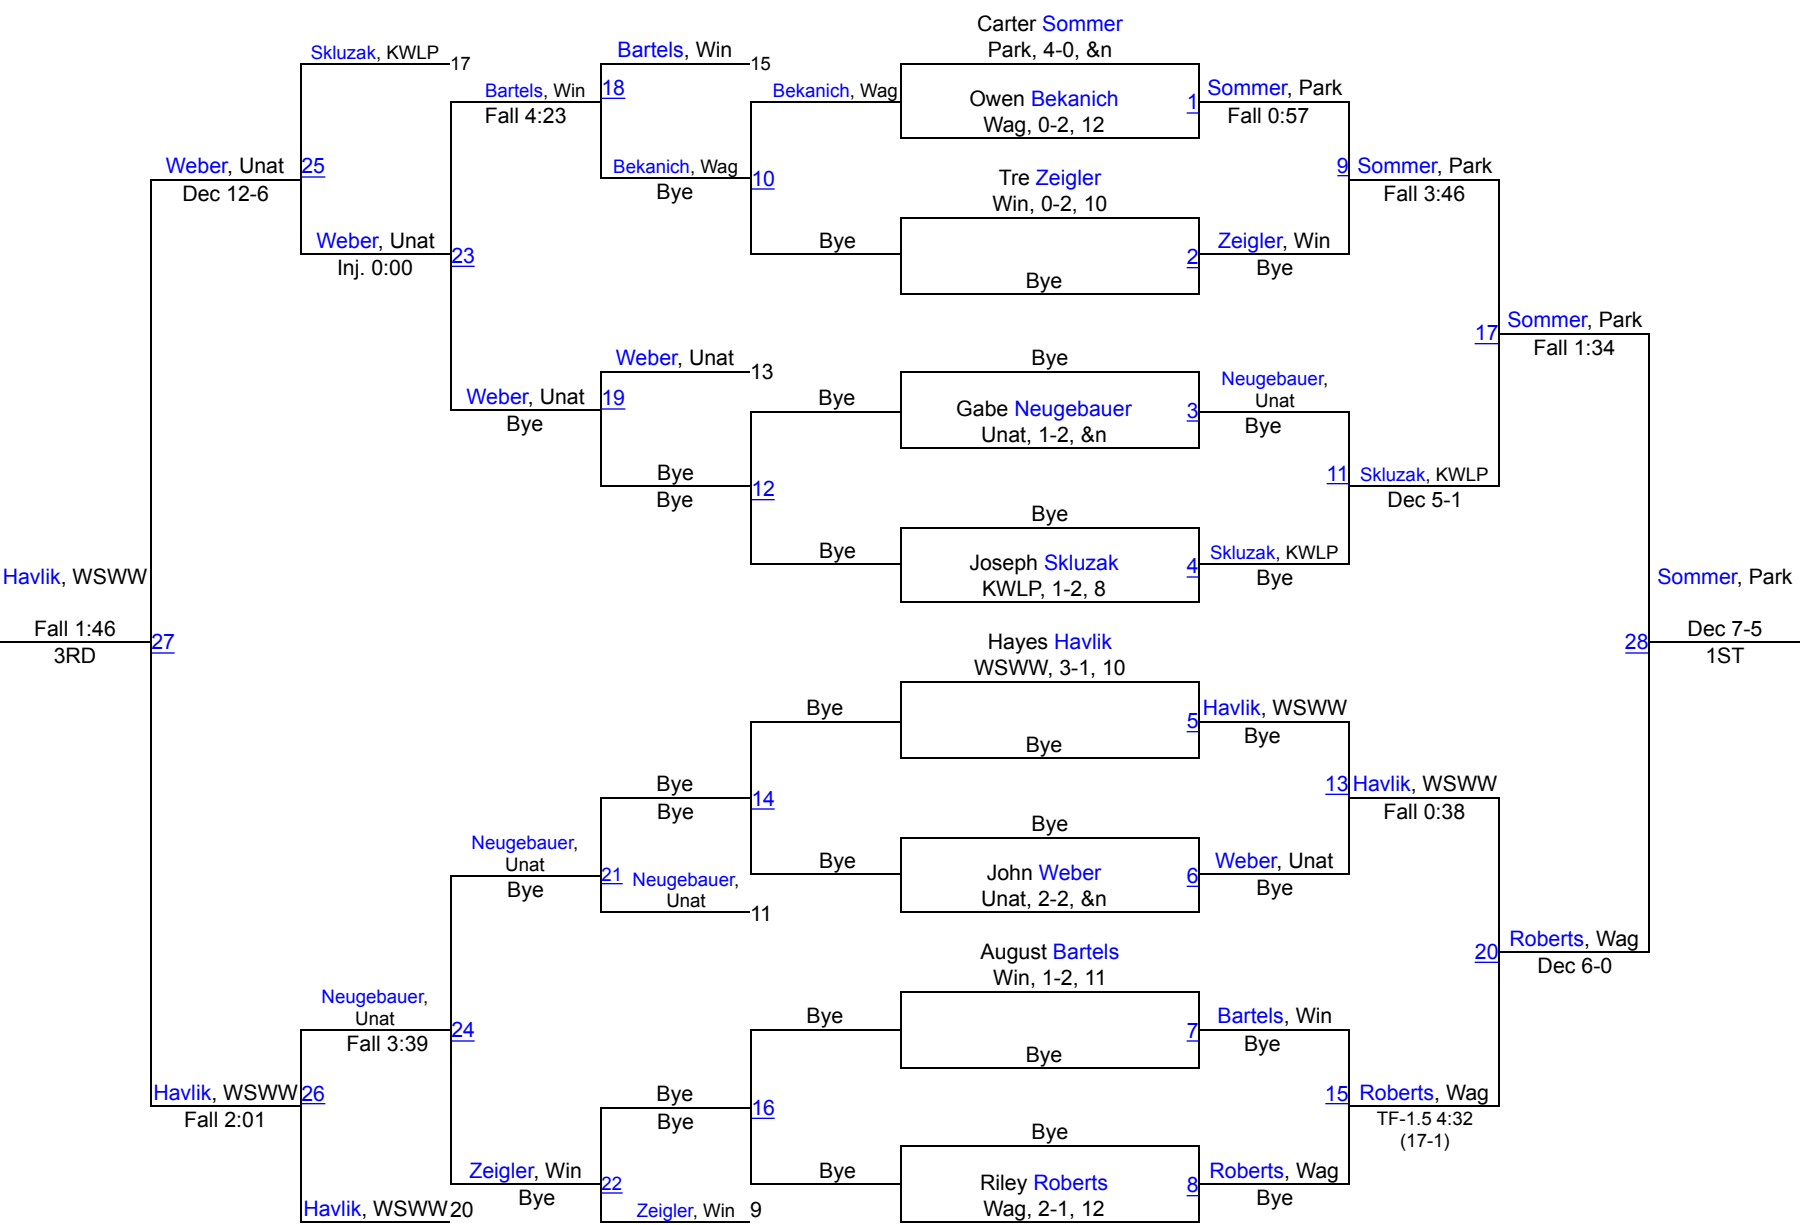 Carter Sommer
Park, 4-0, &n
Skluzak, KWLP
17
Bartels, Win
15
Bartels, Win
18
Fall 4:23
Bekanich, Wag
Owen Bekanich
Wag, 0-2, 12
1
Sommer, Park
Fall 0:57
Weber, Unat
25
Dec 12-6
Bekanich, Wag
10
Bye
Tre Zeigler
Win, 0-2, 10
9
Sommer, Park
Fall 3:46
Weber, Unat
23
Inj. 0:00
Bye
2
Zeigler, Win
Bye
Bye
17
Sommer, Park
Fall 1:34
Weber, Unat
13
Bye
Weber, Unat
19
Bye
Bye
Gabe Neugebauer
Unat, 1-2, &n
3
Neugebauer,
Unat
Bye
Bye
12
Bye
11
Skluzak, KWLP
Dec 5-1
Bye
Bye
Joseph Skluzak
KWLP, 1-2, 8
4
Skluzak, KWLP
Bye
Havlik, WSWW
Fall 1:46
27
3RD
Sommer, Park
28
Dec 7-5
1ST
Hayes Havlik
WSWW, 3-1, 10
Bye
5
Havlik, WSWW
Bye
Bye
Bye
14
Bye
13
Havlik, WSWW
Fall 0:38
Bye
Neugebauer,
Unat
21
Bye
Neugebauer,
Unat
11
Bye
John Weber
Unat, 2-2, &n
6
Weber, Unat
Bye
August Bartels
Win, 1-2, 11
20
Roberts, Wag
Dec 6-0
Neugebauer,
Unat
24
Fall 3:39
Bye
7
Bartels, Win
Bye
Bye
Havlik, WSWW
26
Fall 2:01
Bye
16
Bye
15
Roberts, Wag
TF-1.5 4:32
(17-1)
Bye
Zeigler, Win
22
Bye
Bye
Riley Roberts
Wag, 2-1, 12
8
Roberts, Wag
Bye
Havlik, WSWW
20
Zeigler, Win
9